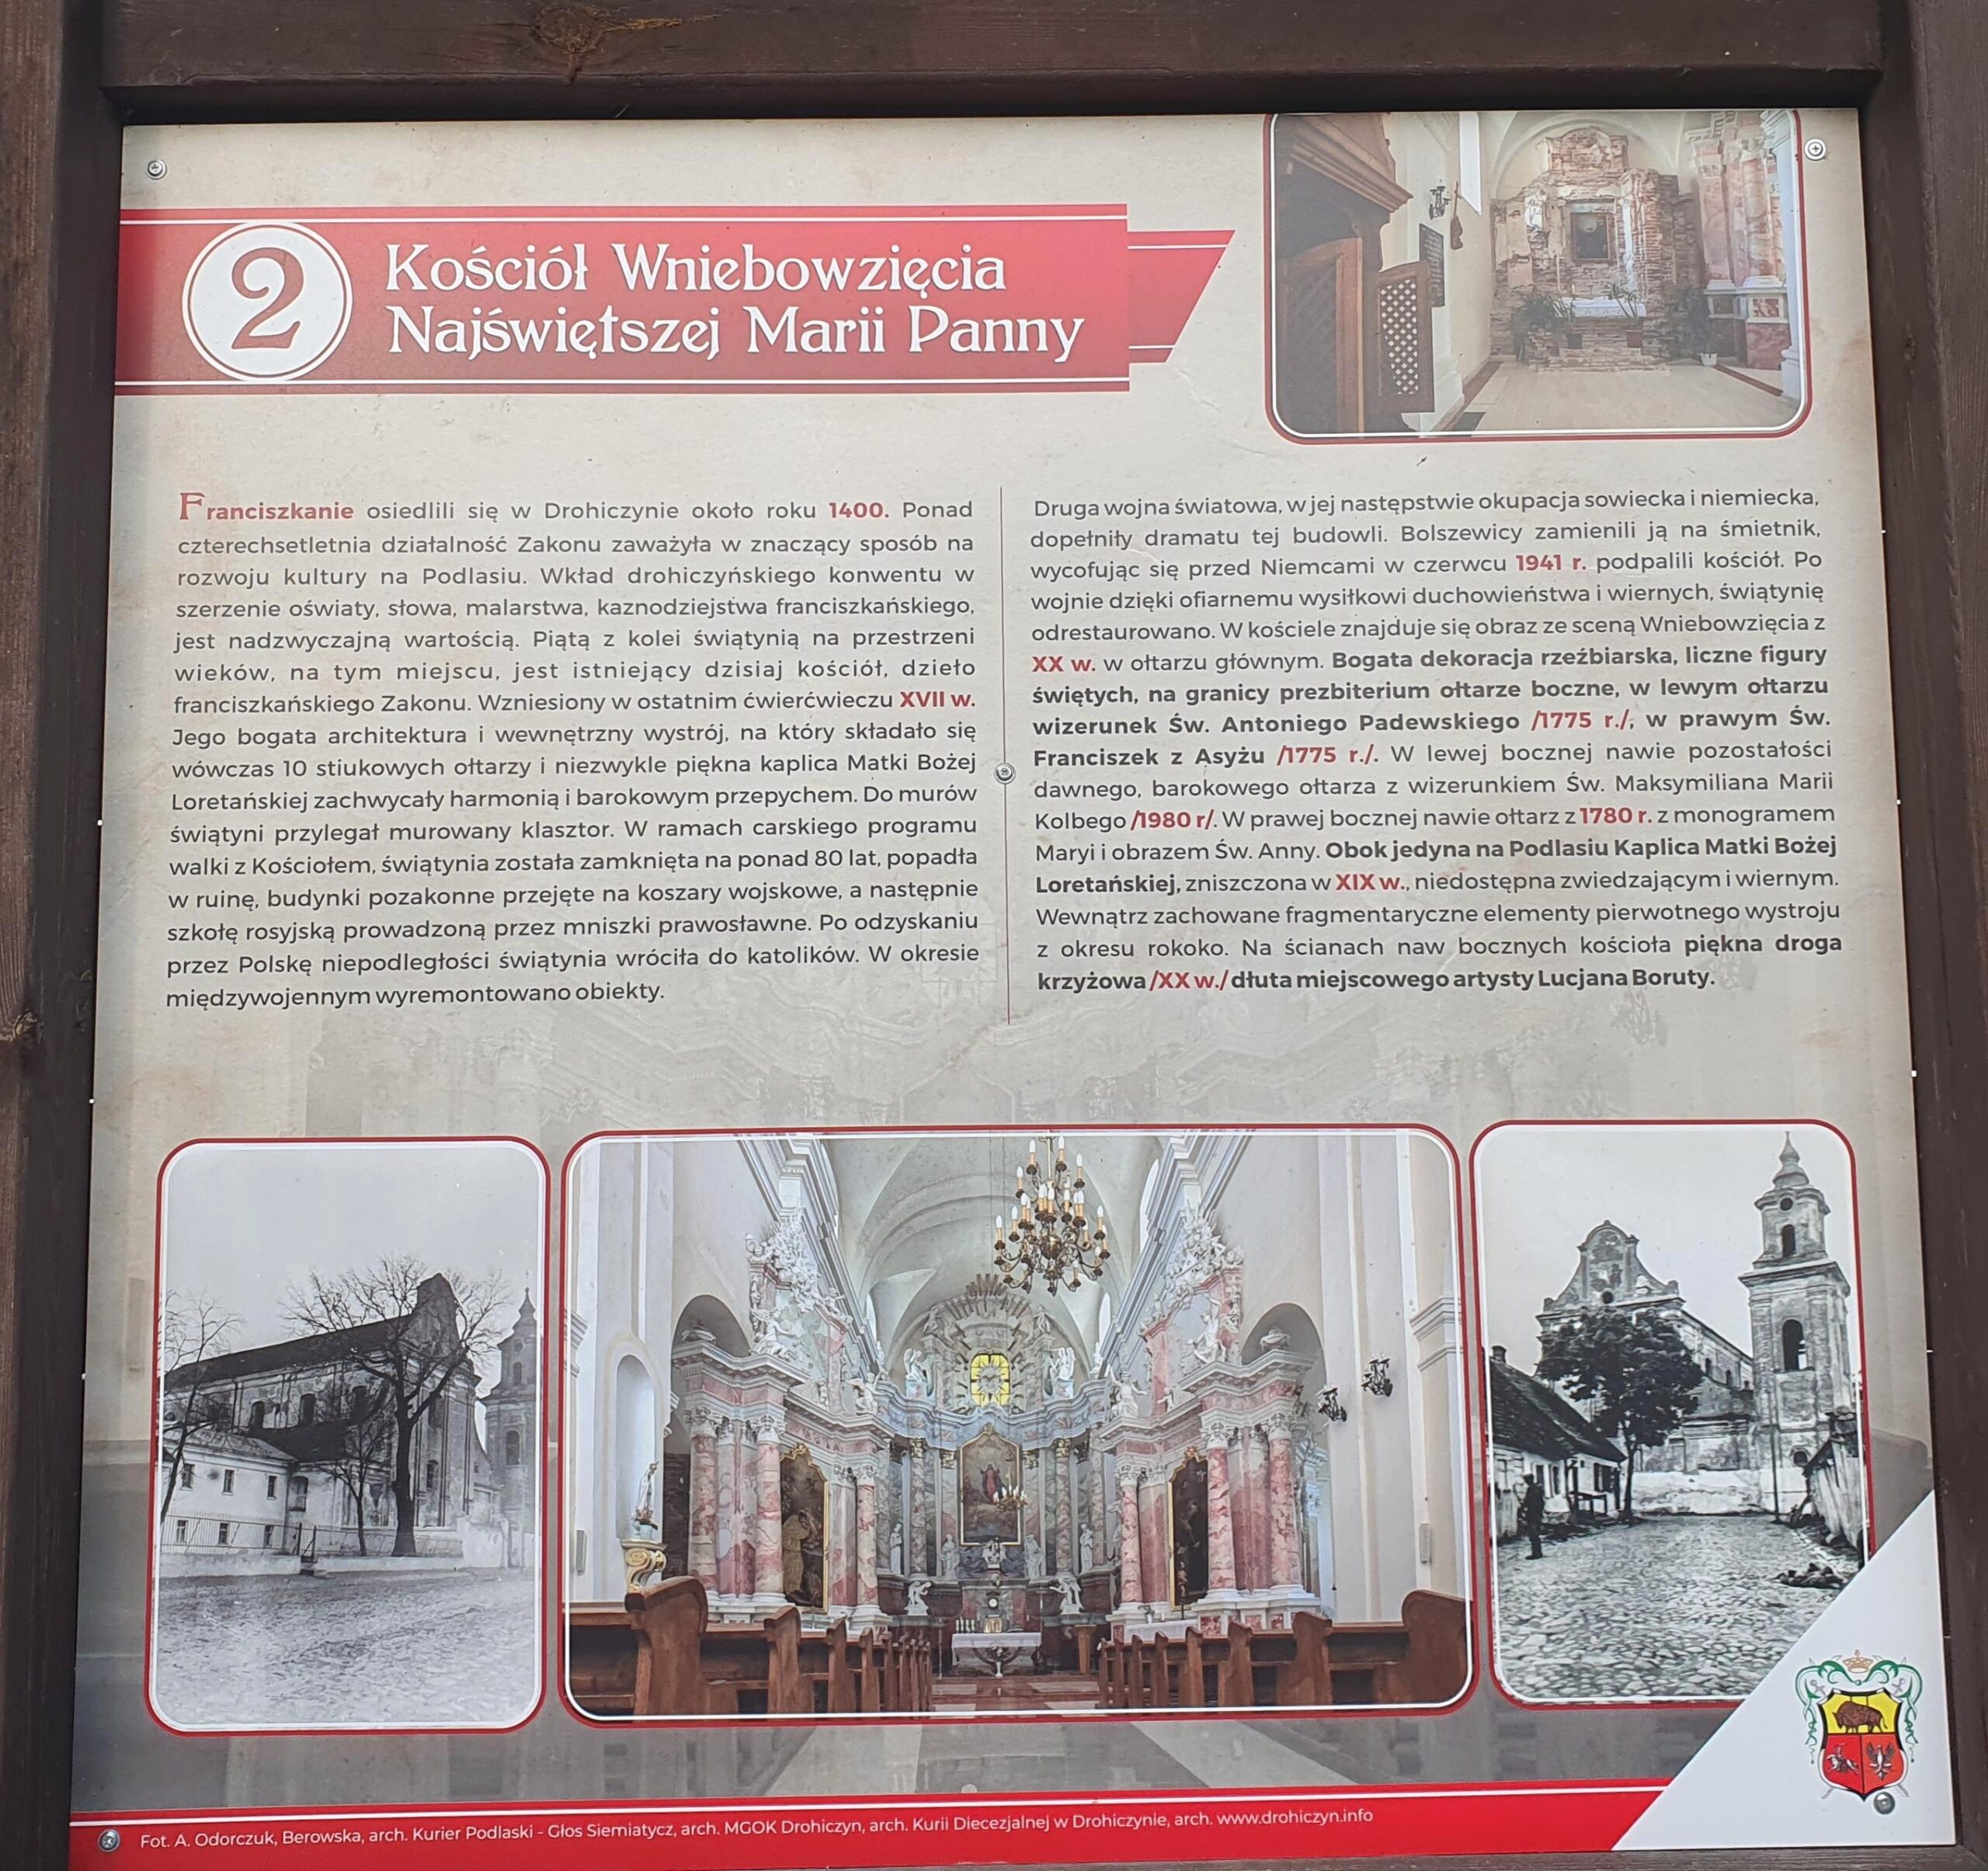 2
Kościół Wniebowzięcia
Najświętszej Marii Panny
Franciszkanie osiedlili się w Drohiczynie około roku 1400. Ponad
czterechsetletnia działalność Zakonu zaważyła w znaczący sposób na
rozwoju kultury na Podlasiu. Wkład drohiczyńskiego konwentu w
szerzenie oświaty, słowa, malarstwa, kaznodziejstwa franciszkańskiego,
jest nadzwyczajną wartością. Piątą z kolei świątynią na przestrzeni
wieków, na tym miejscu, jest istniejący dzisiaj kościół, dzieło
franciszkańskiego Zakonu. Wzniesiony w ostatnim ćwierćwieczu XVII w.
Jego bogata architektura i wewnętrzny wystrój, na który składało się
wówczas 10 stiukowych ołtarzy i niezwykle piękna kaplica Matki Bożej
Loretańskiej zachwycały harmonią i barokowym przepychem. Do murów
świątyni przylegał murowany klasztor. W ramach carskiego programu
walki z Kościołem, świątynia została zamknięta na ponad 80 lat, popadła
w ruinę, budynki pozakonne przejęte na koszary wojskowe, a następnie
szkołę rosyjską prowadzoną przez mniszki prawosławne. Po odzyskaniu
przez Polskę niepodległości świątynia wróciła do katolików. W okresie
międzywojennym wyremontowano obiekty.
Druga wojna światowa, w jej następstwie okupacja sowiecka i niemiecka,
dopełniły dramatu tej budowli. Bolszewicy zamienili ją na śmietnik,
wycofując się przed Niemcami w czerwcu 1941 r. podpalili kościół. Po
wojnie dzięki ofiarnemu wysiłkowi duchowieństwa i wiernych, świątynię
odrestaurowano. W kościele znajduje się obraz ze sceną Wniebowzięcia z
XX w. w ołtarzu głównym. Bogata dekoracja rzeźbiarska, liczne figury
świętych, na granicy prezbiterium ołtarze boczne, w lewym ołtarzu
wizerunek Św. Antoniego Padewskiego /1775 r./, w prawym Św.
Franciszek z Asyżu /1775 r./. W lewej bocznej nawie pozostałości
dawnego, barokowego ołtarza z wizerunkiem Św. Maksymiliana Marii
Kolbego /1980 r/. W prawej bocznej nawie ołtarz z 1780 r. z monogramem
Maryi i obrazem Św. Anny. Obok jedyna na Podlasiu Kaplica Matki Bożej
Loretańskiej, zniszczona w XIX w., niedostępna zwiedzającym i wiernym.
Wewnątrz zachowane fragmentaryczne elementy pierwotnego wystroju
z okresu rokoko. Na ścianach naw bocznych kościoła piękna droga
krzyżowa /XX w./ dłuta miejscowego artysty Lucjana Boruty.
Fot. A. Odorczuk, Berowska, arch. Kurier Podlaski - Głos Siemiatycz, arch. MGOK Drohiczyn, arch. Kurii Diecezjalnej w Drohiczynie, arch. www.drohiczyn.info